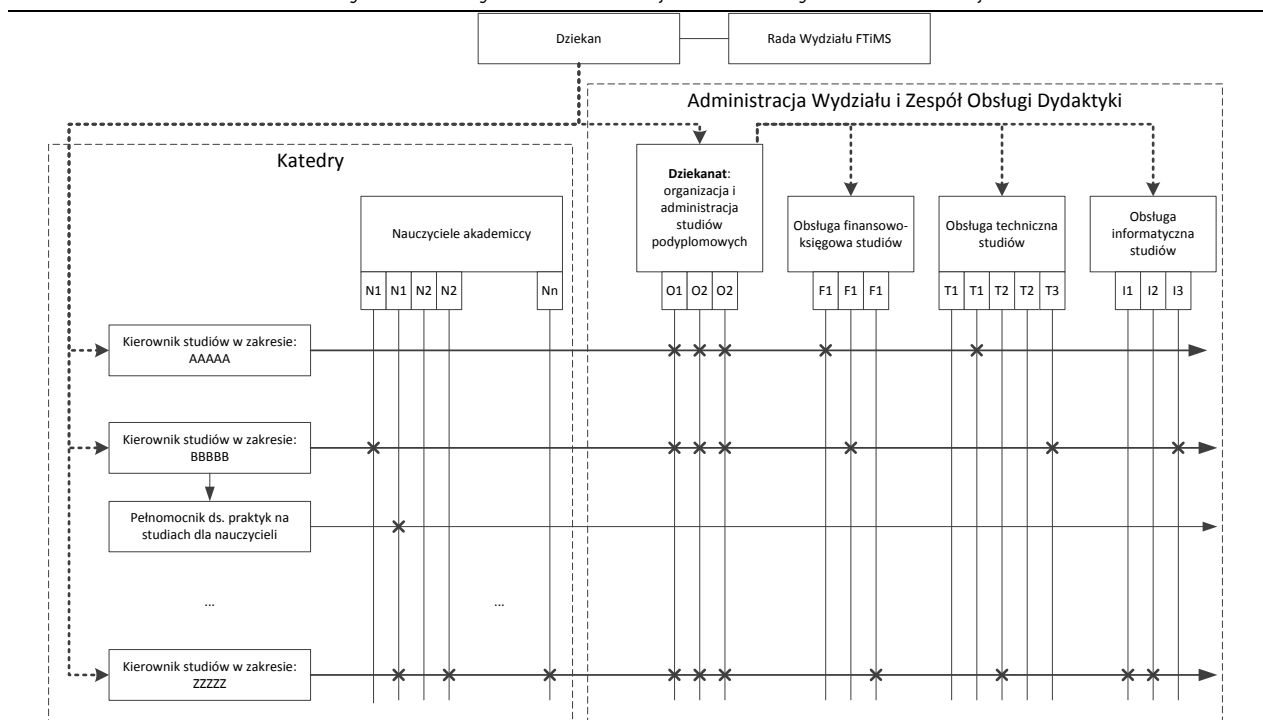 Dziekan
Rada Wydziału FTiMS
Administracja Wydziału i Zespół Obsługi Dydaktyki
Katedry
Nauczyciele akademiccy
Dziekanat:
organizacja i
administracja
studiów
podyplomowych
Obsługa finansowo-
księgowa studiów
Obsługa techniczna
studiów
Obsługa
informatyczna
studiów
N1 N1 N2 N2 Nn O1 O2 O2 F1 F1 F1 T1 T1 T2 T2 T3 I1 I2 I3
Kierownik studiów w zakresie:
AAAAA
Kierownik studiów w zakresie:
BBBBB
Pełnomocnik ds. praktyk na
studiach dla nauczycieli
... ...
Kierownik studiów w zakresie:
ZZZZZ